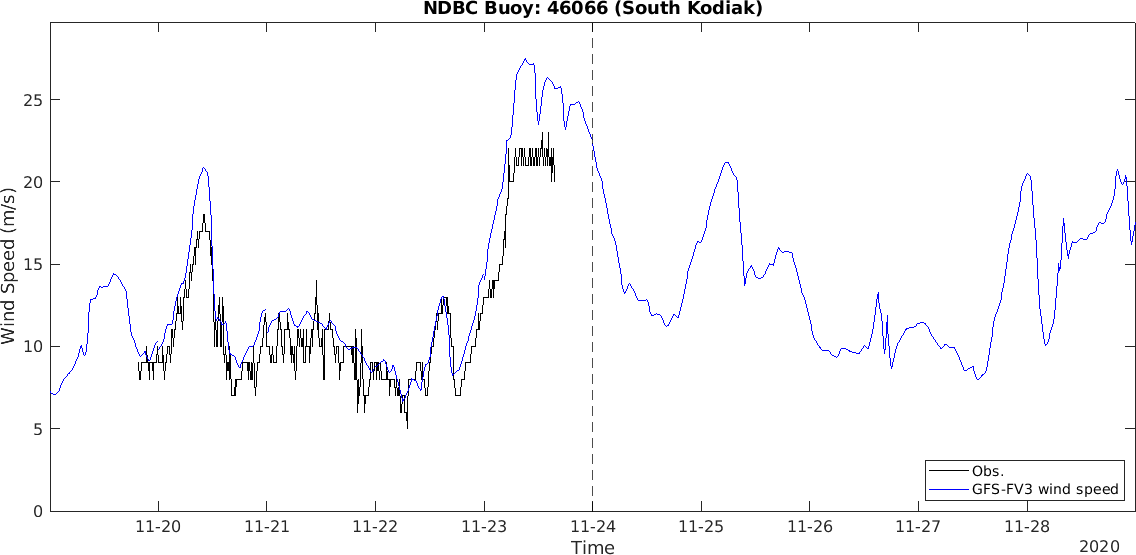 NDBC Buoy: 46066 (South Kodiak)
Wind Speed (m/s)
25
20
15
10
5
0
Obs.
GFS-FV3 wind speed
11-20 11-21 11-22 11-23 11-24 11-25 11-26 11-27 11-28
Time
2020